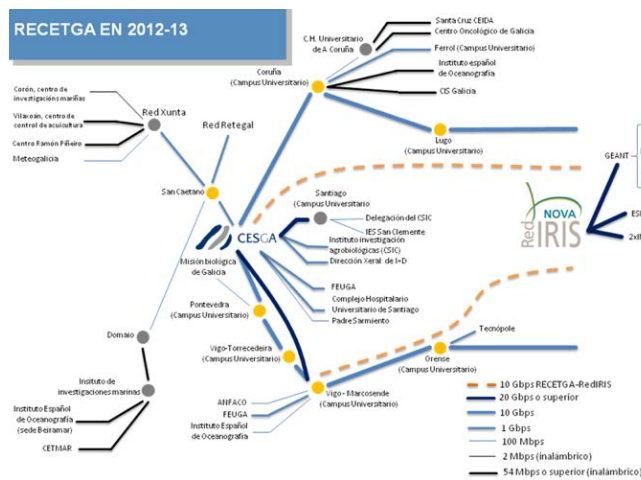 RECETGA EN 2012-13
Santa Cruz CEIDA
Centro Oncológico de Galicia
C.H. Universitario
de A Coruña
Ferrol (Campus Universitario)
Instituto español
de Oceanografía
CIS Galicia
Coruña
(Campus Universitario)
Corón, centro de
investigacións mariñas
Red Xunta
Vilaxoán, centro de
control de acuicultura
Centro Ramón Piñeiro
Meteogalicia
Red Retegal
Lugo
(Campus Universitario)
GEANT
San Caetano
Santiago
(Campus Universitario)
Delegación del CSIC
IES San Clemente
CESGA
Instituto investigación
agrobiológicas (CSIC)
Dirección Xeral de I+D
Red IRIS
NOVA
Misión biológica
de Galicia
FEUGA
Complejo Hospitalario
Universitario de Santiago
Padre Sarmiento
Pontevedra
(Campus Universitario)
Domaio
Vigo-Torrecedeira
(Campus Universitario)
Tecnópole
Orense
(Campus Universitario)
Insituto de
investigaciones marinas
Instituto Español
de Oceanografía
(sede Beiramar)
CETMAR
ANFACO
FEUGA
Instituto Español
de Oceanografía
Vigo - Marcosende
(Campus Universitario)
10 Gbps RECETGA-RedIRIS
20 Gbps o superior
10 Gbps
1 Gbps
100 Mbps
2 Mbps (inalámbrico)
54 Mbps o superior (inalámbrico)